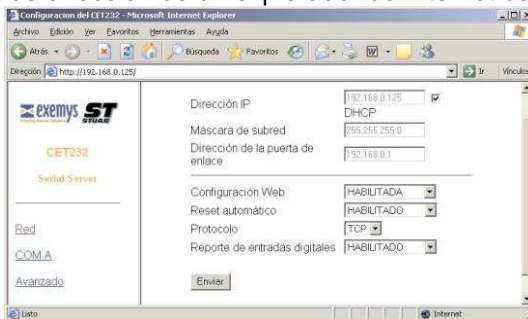 Configuracion del CET232 - Microsoft Internet Explorer
Archivo Edición Ver Favoritos Herramientas Ayuda
Atrás Búsqueda Favoritos
Dirección http://192.168.0.125/ Ir Vínculos
exemys ST
STUAR
CET232
Serial Server
Red
COM A
Avanzado
Dirección IP 192.168.0.125
DHCP
Máscara de subred 255.255.255.0
Dirección de la puerta de
enlace 192.168.0.1
Configuración Web HABILITADA
Reset automático HABILITADO
Protocolo TCP
Reporte de entradas digitales HABILITADO
Enviar
Listo Internet